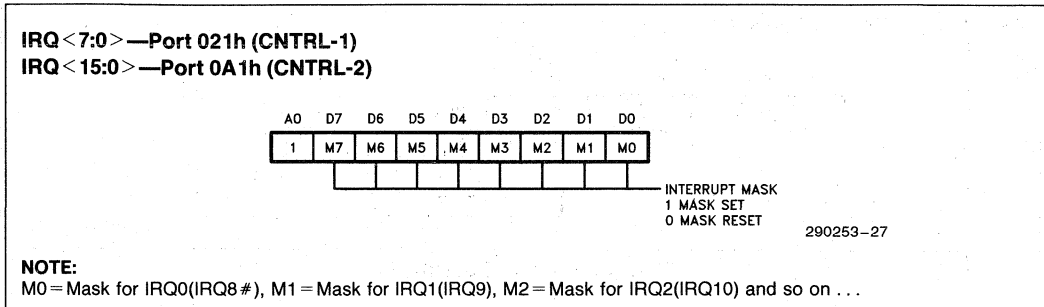 IRQ<7:0>—Port 021h (CNTRL-1)
IRQ<15:0>—Port 0A1h (CNTRL-2)
A0 D7 D6 D5 D4 D3 D2 D1 D0
1 M7 M6 M5 M4 M3 M2 M1 M0
INTERRUPT MASK
1 MASK SET
0 MASK RESET
290253-27
NOTE:
M0=Mask for IRQ0(IRQ8#), M1=Mask for IRQ1(IRQ9), M2=Mask for IRQ2(IRQ10) and so on ...